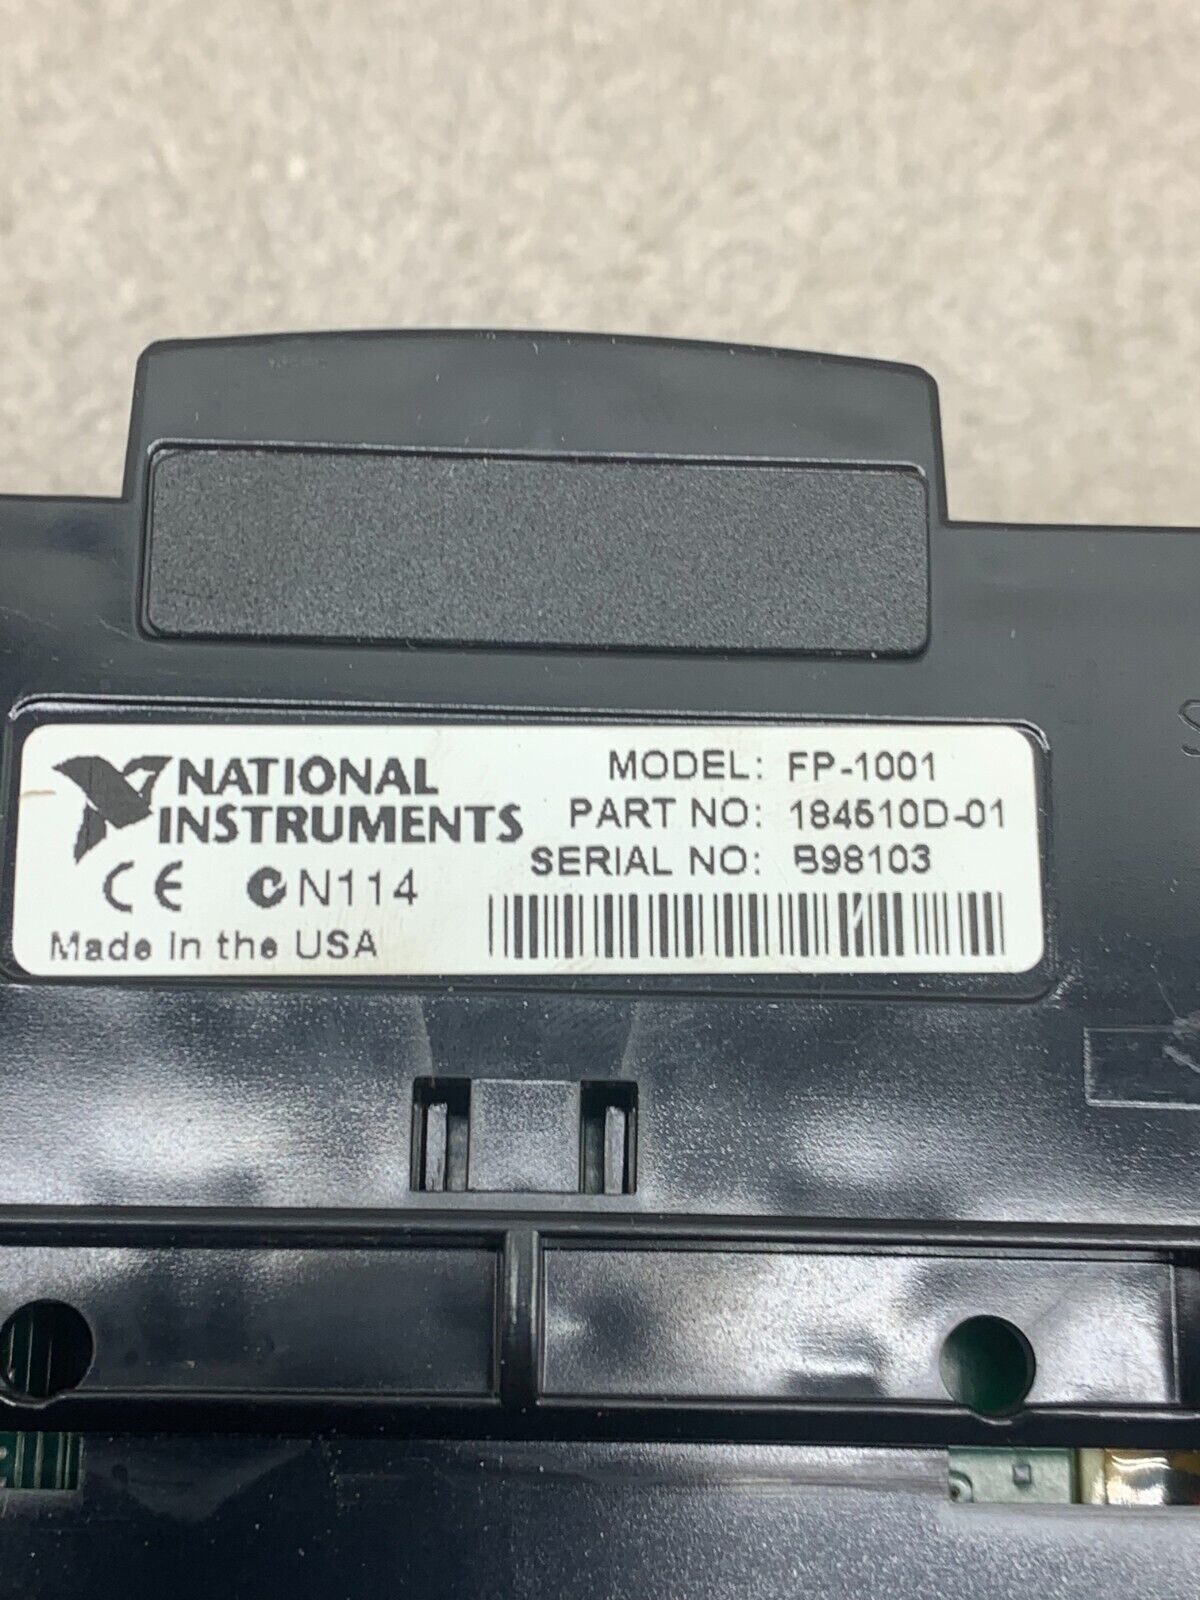 NATIONAL
INSTRUMENTS
MODEL: FP-1001
PART NO: 184510D-01
SERIAL NO: B98103
CE N114
Made in the USA